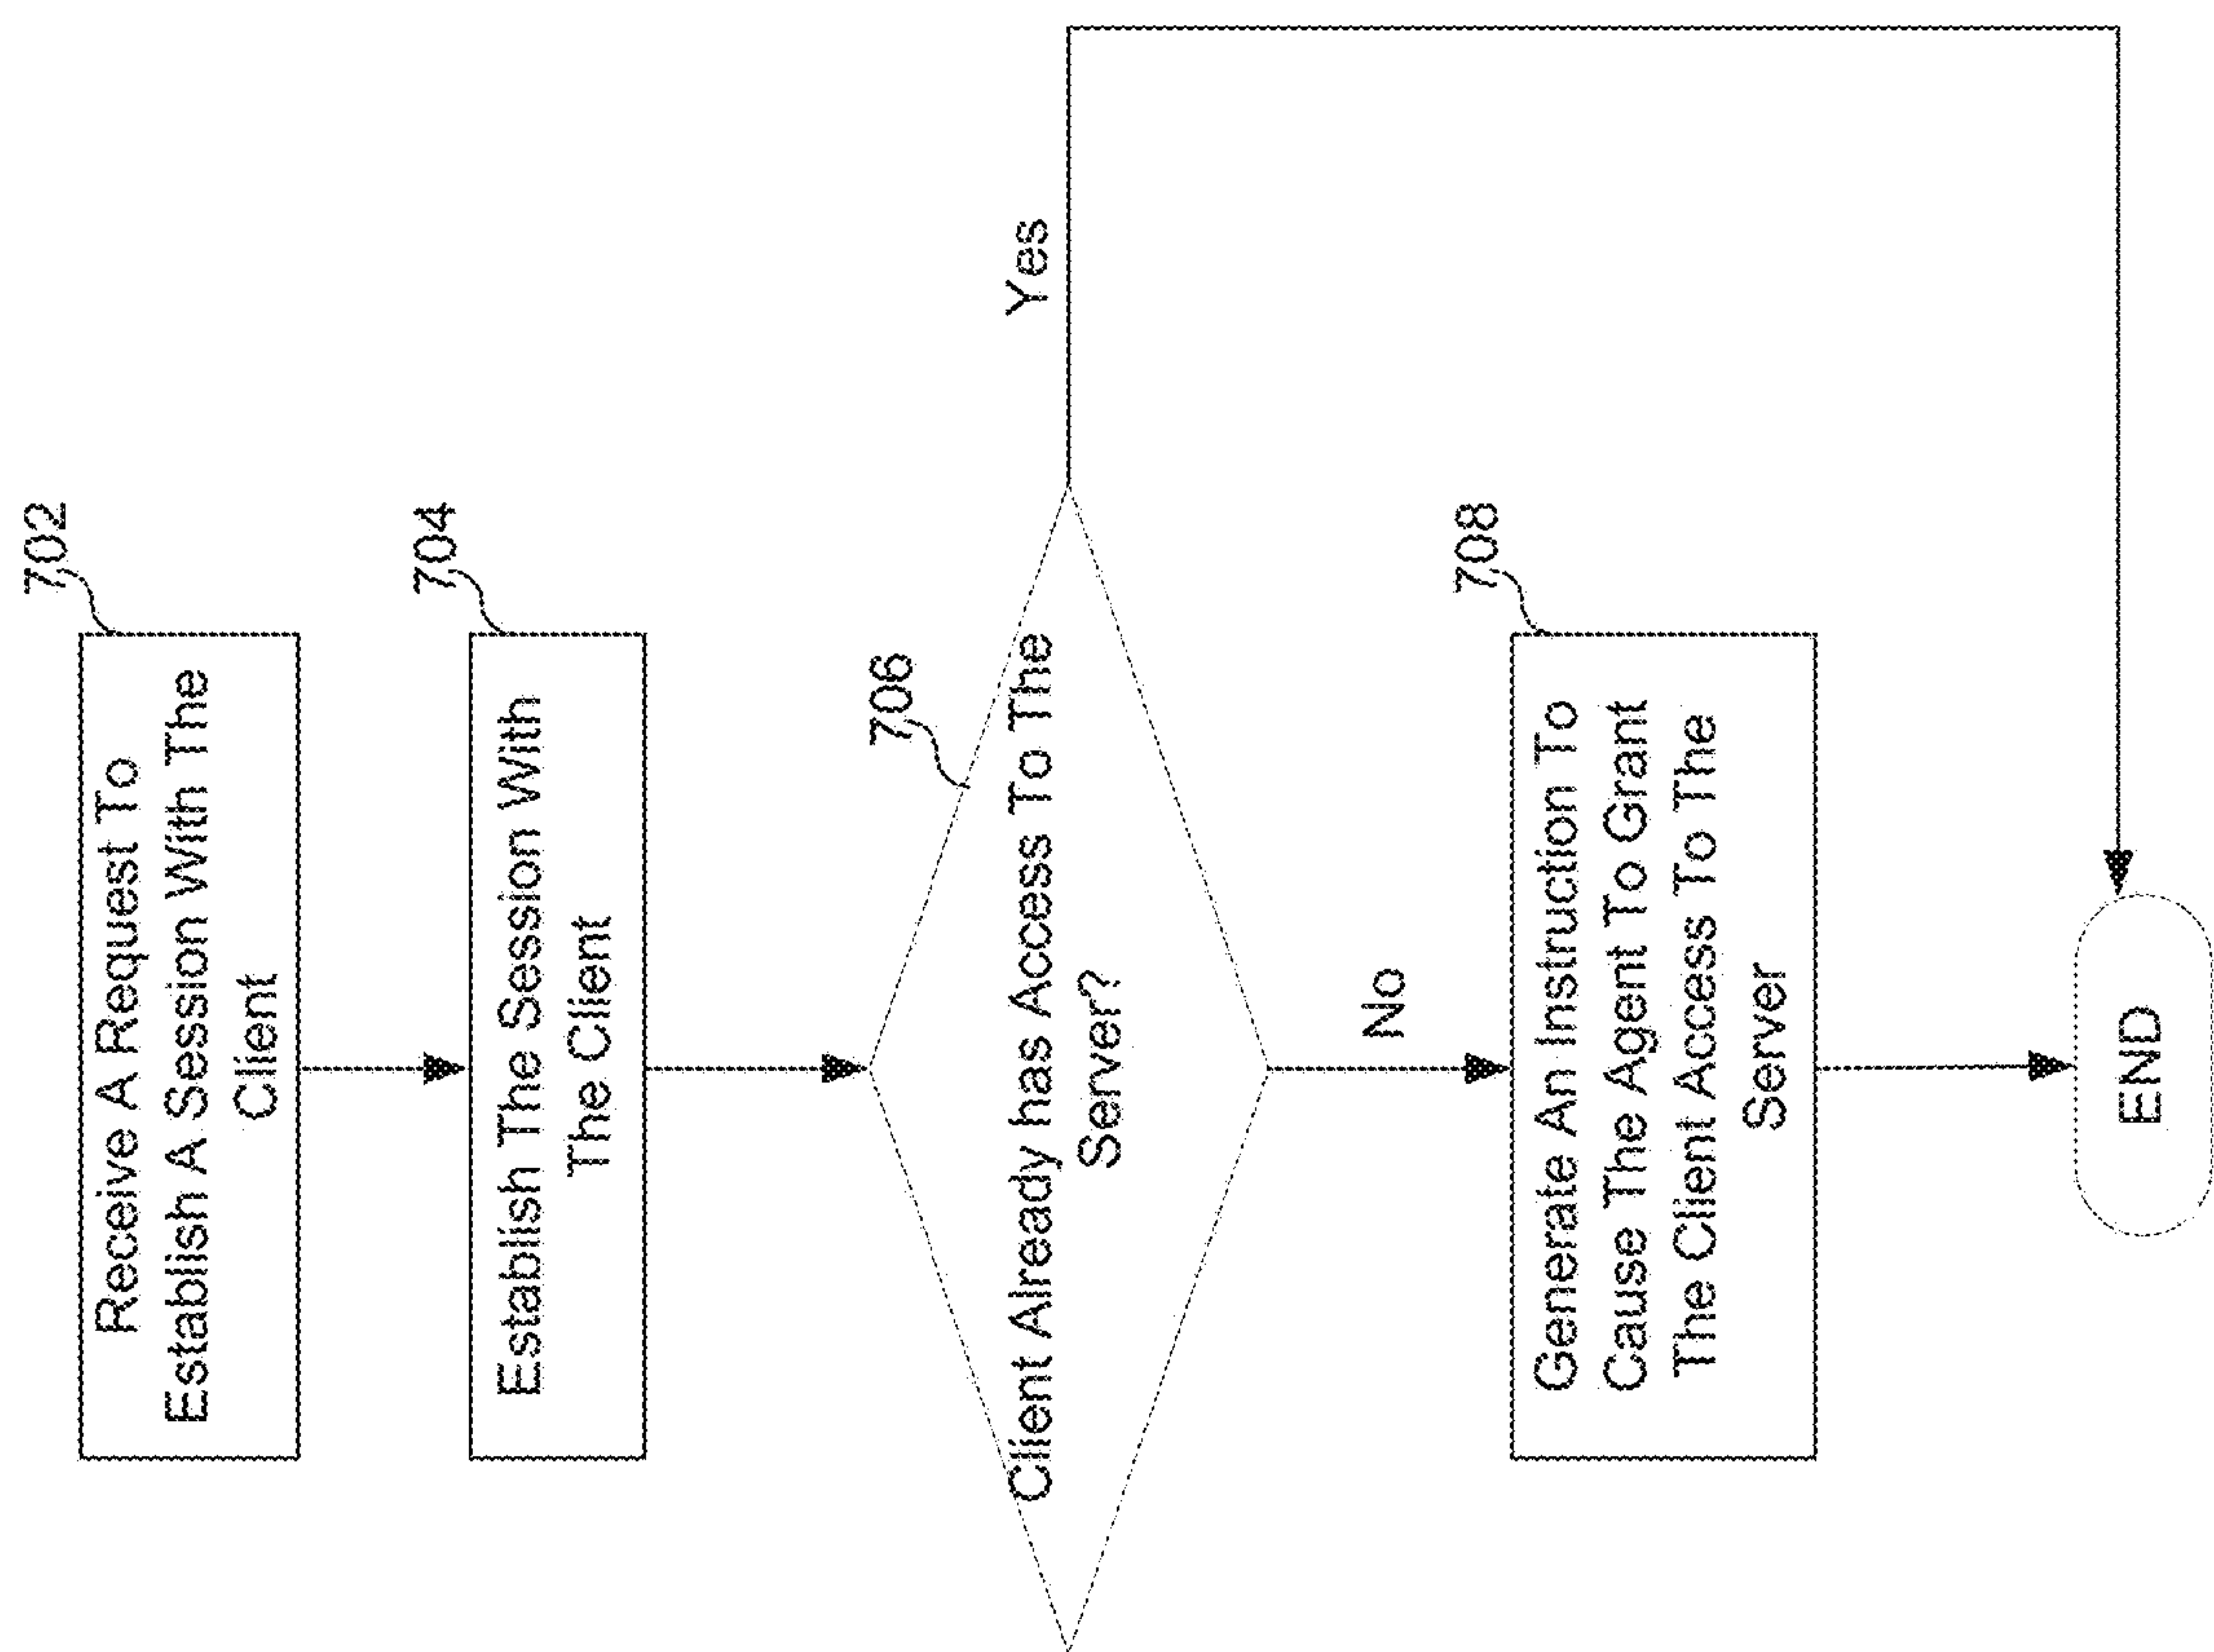 702
Receive A Request To
Establish A Session With The
Client
704
Establish The Session With
The Client
706
Client Already has Access To The
Server?
Yes
No
708
Generate An Instruction To
Cause The Agent To Grant
The Client Access To The
Server
END